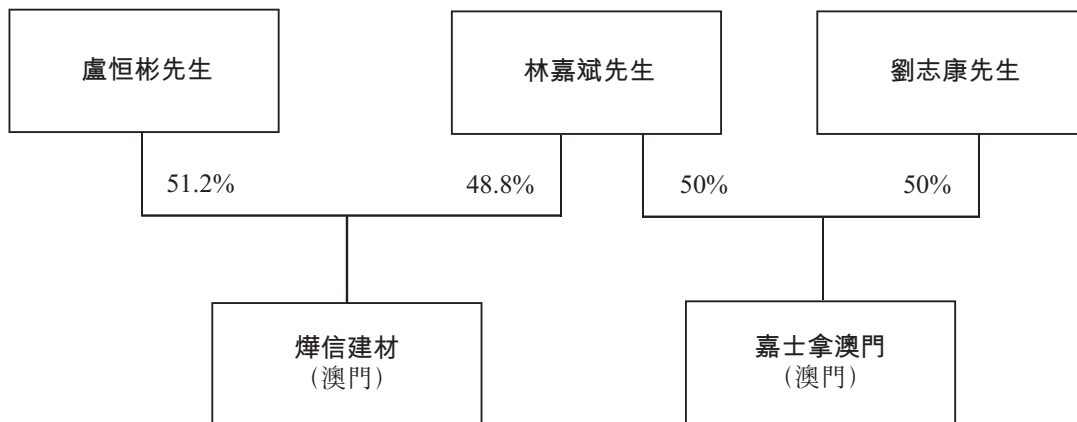 盧恒彬先生
林嘉斌先生
劉志康先生
51.2%
48.8%
50%
50%
燁信建材
(澳門)
嘉士拿澳門
(澳門)